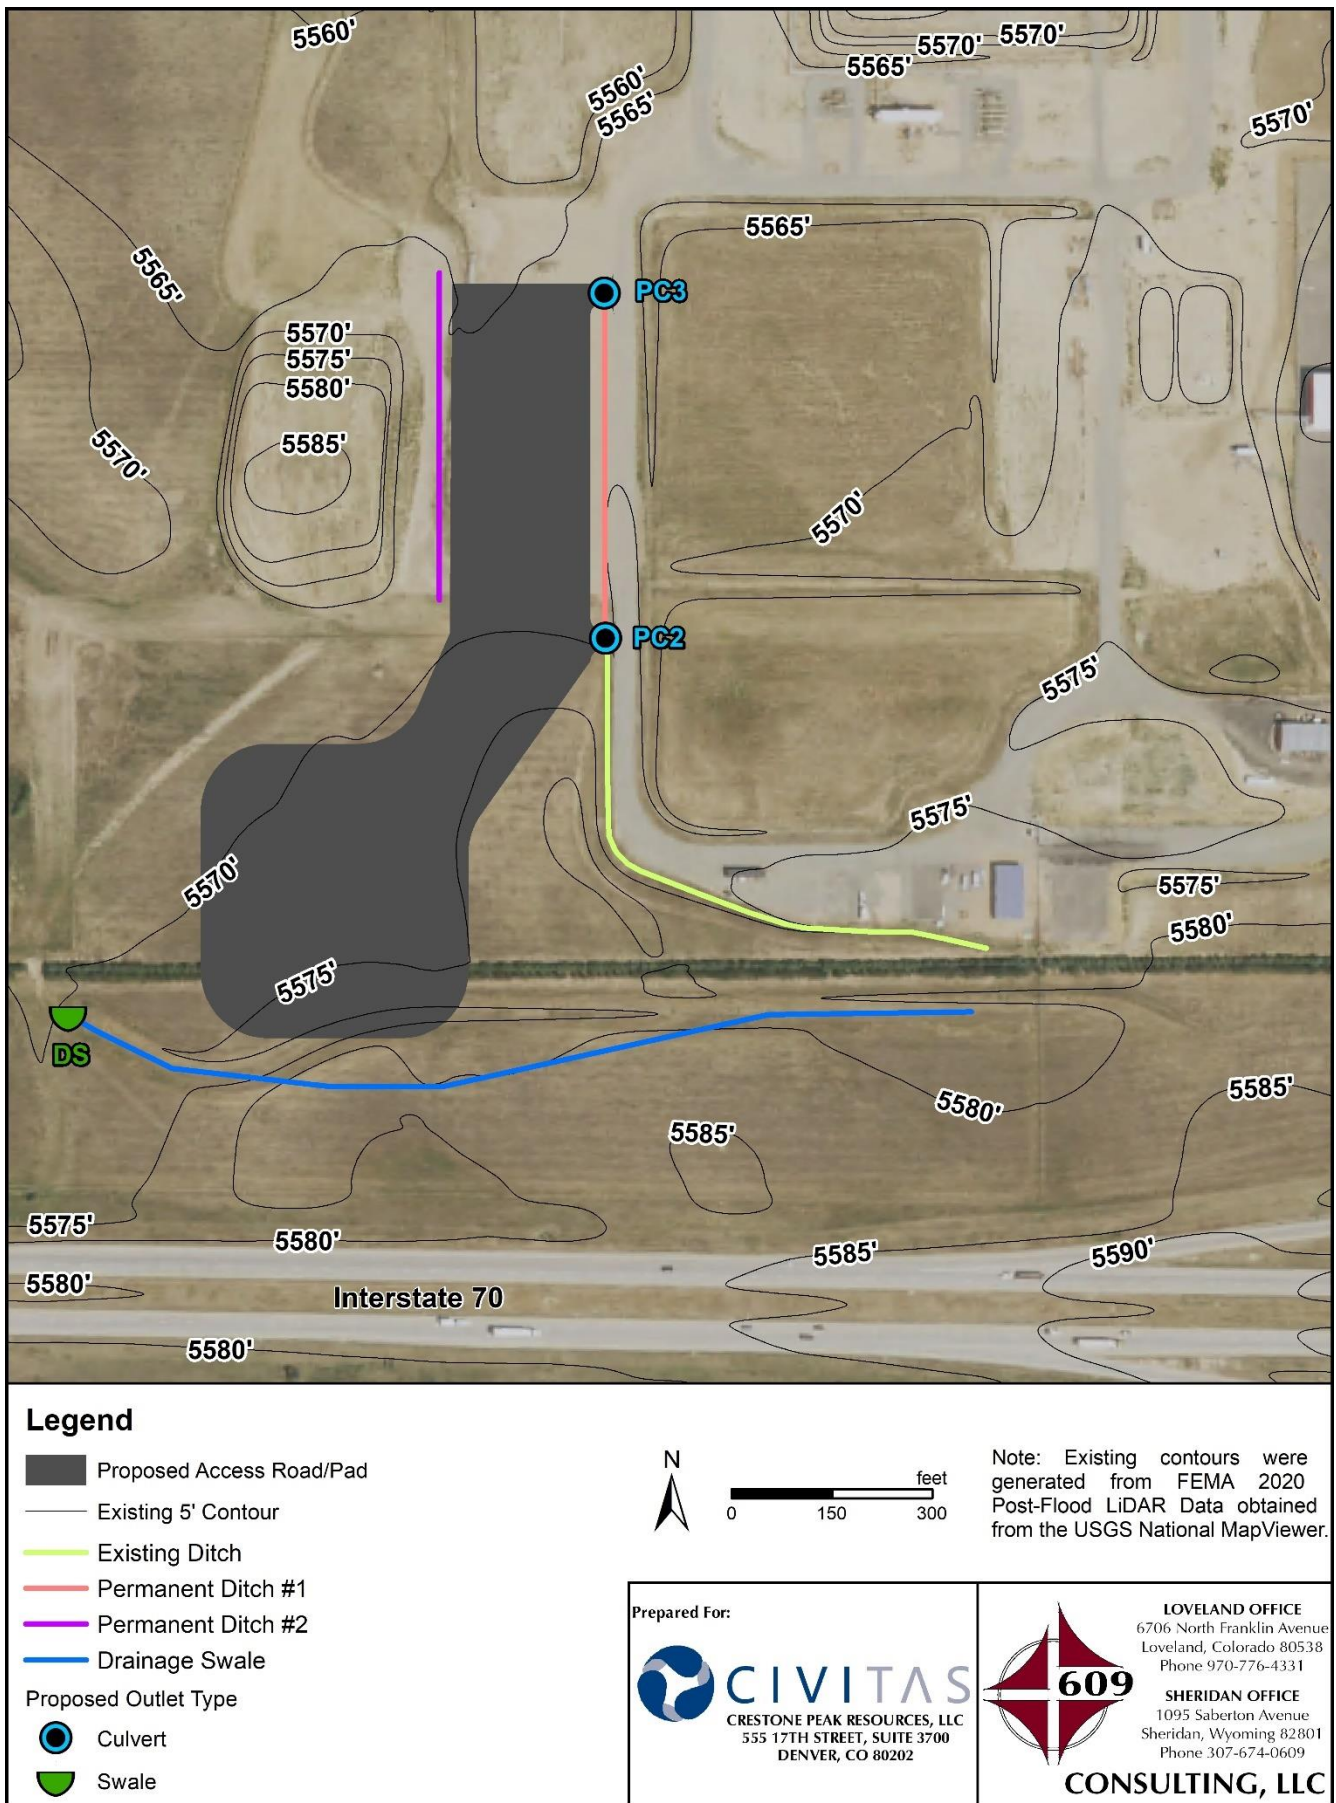 5560'
5570'
5570'
5565'
5560'
5565'
5570'
5565'
5565'
PC3
5570'
5575'
5580'
5585'
5570'
5570'
PC2
5575'
5575'
5570'
5575'
5580'
5575'
DS
5580'
5585'
5585'
5575'
5580'
5585'
5590'
5580'
Interstate 70
5580'
Legend
Proposed Access Road/Pad
Existing 5' Contour
Existing Ditch
Permanent Ditch #1
Permanent Ditch #2
Drainage Swale
Proposed Outlet Type
Culvert
Swale
N
feet
0 150 300
Note: Existing contours were
generated from FEMA 2020
Post-Flood LiDAR Data obtained
from the USGS National MapViewer.
Prepared For:
CIVITAS
CRESTONE PEAK RESOURCES, LLC
555 17TH STREET, SUITE 3700
DENVER, CO 80202
609
LOVELAND OFFICE
6706 North Franklin Avenue
Loveland, Colorado 80538
Phone 970-776-4331
SHERIDAN OFFICE
1095 Saberton Avenue
Sheridan, Wyoming 82801
Phone 307-674-0609
CONSULTING, LLC